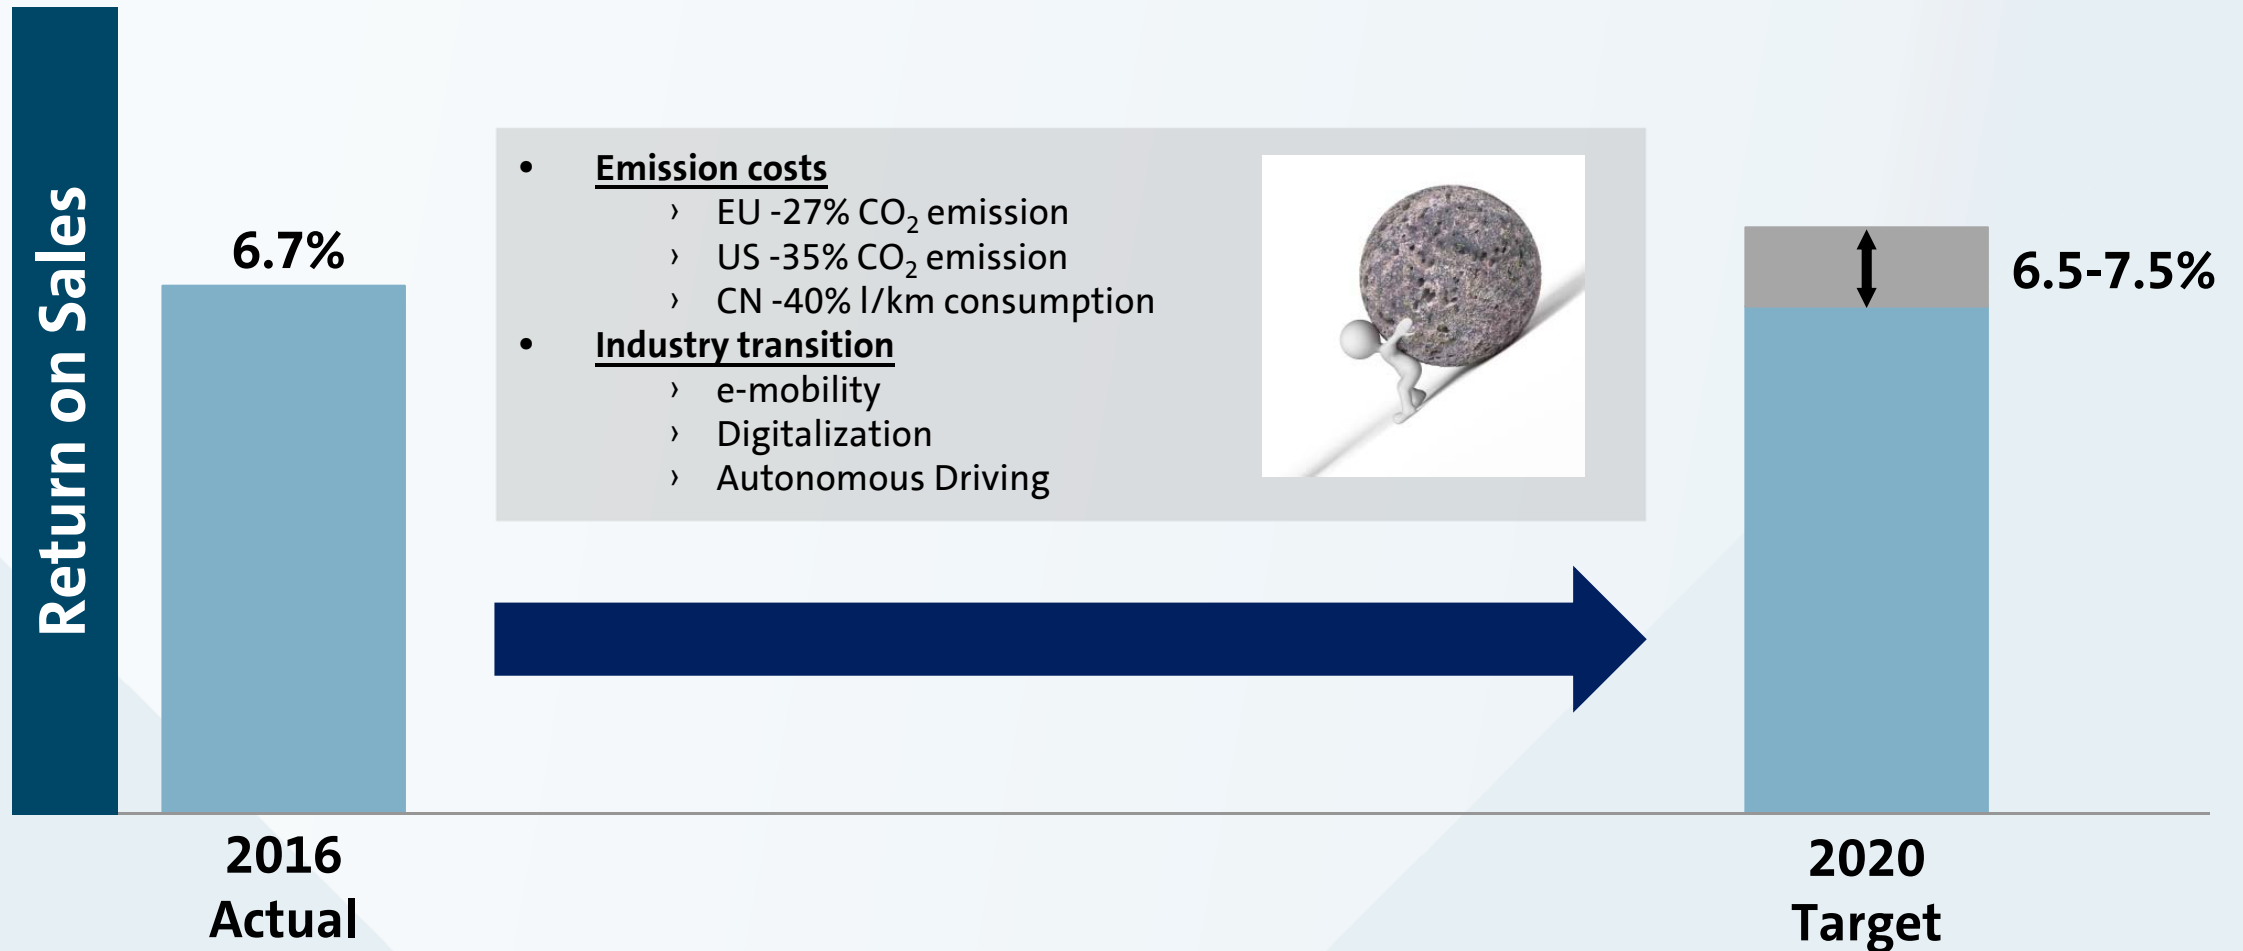 Return on Sales
6.7%
• Emission costs
› EU -27% CO₂ emission
› US -35% CO₂ emission
› CN -40% l/km consumption
• Industry transition
› e-mobility
› Digitalization
› Autonomous Driving
6.5-7.5%
2016
Actual
2020
Target